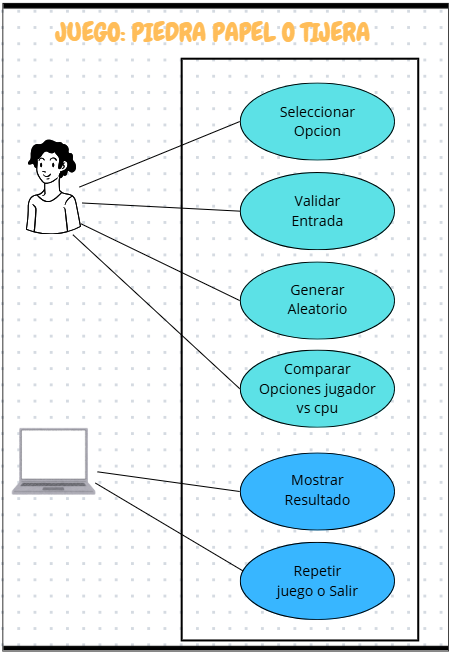 JUEGO: PIEDRA PAPEL O TIJERA
Seleccionar
Opcion
Validar
Entrada
Generar
Aleatorio
Comparar
Opciones jugador
vs cpu
Mostrar
Resultado
Repetir
juego o Salir